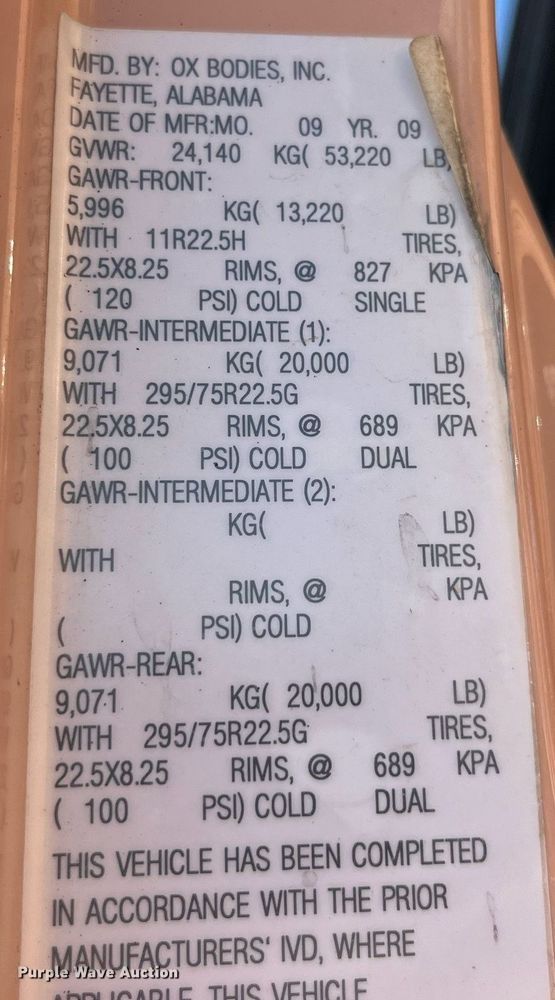 MFD. BY: OX BODIES, INC.
FAYETTE, ALABAMA
DATE OF MFR:MO. 09 YR. 09
GVWR: 24,140 KG( 53,220 LB)
GAWR-FRONT:
5,996 KG( 13,220 LB)
WITH 11R22.5H TIRES,
22.5X8.25 RIMS, @ 827 KPA
( 120 PSI) COLD SINGLE
GAWR-INTERMEDIATE (1):
9,071 KG( 20,000 LB)
WITH 295/75R22.5G TIRES,
22.5X8.25 RIMS, @ 689 KPA
( 100 PSI) COLD DUAL
GAWR-INTERMEDIATE (2):
KG( LB)
WITH TIRES,
RIMS, @ KPA
( PSI) COLD
GAWR-REAR:
9,071 KG( 20,000 LB)
WITH 295/75R22.5G TIRES,
22.5X8.25 RIMS, @ 689 KPA
( 100 PSI) COLD DUAL
THIS VEHICLE HAS BEEN COMPLETED
IN ACCORDANCE WITH THE PRIOR
MANUFACTURERS' IVD, WHERE
APPLICABLE. THIS VEHICLE
Purple Wave Auction